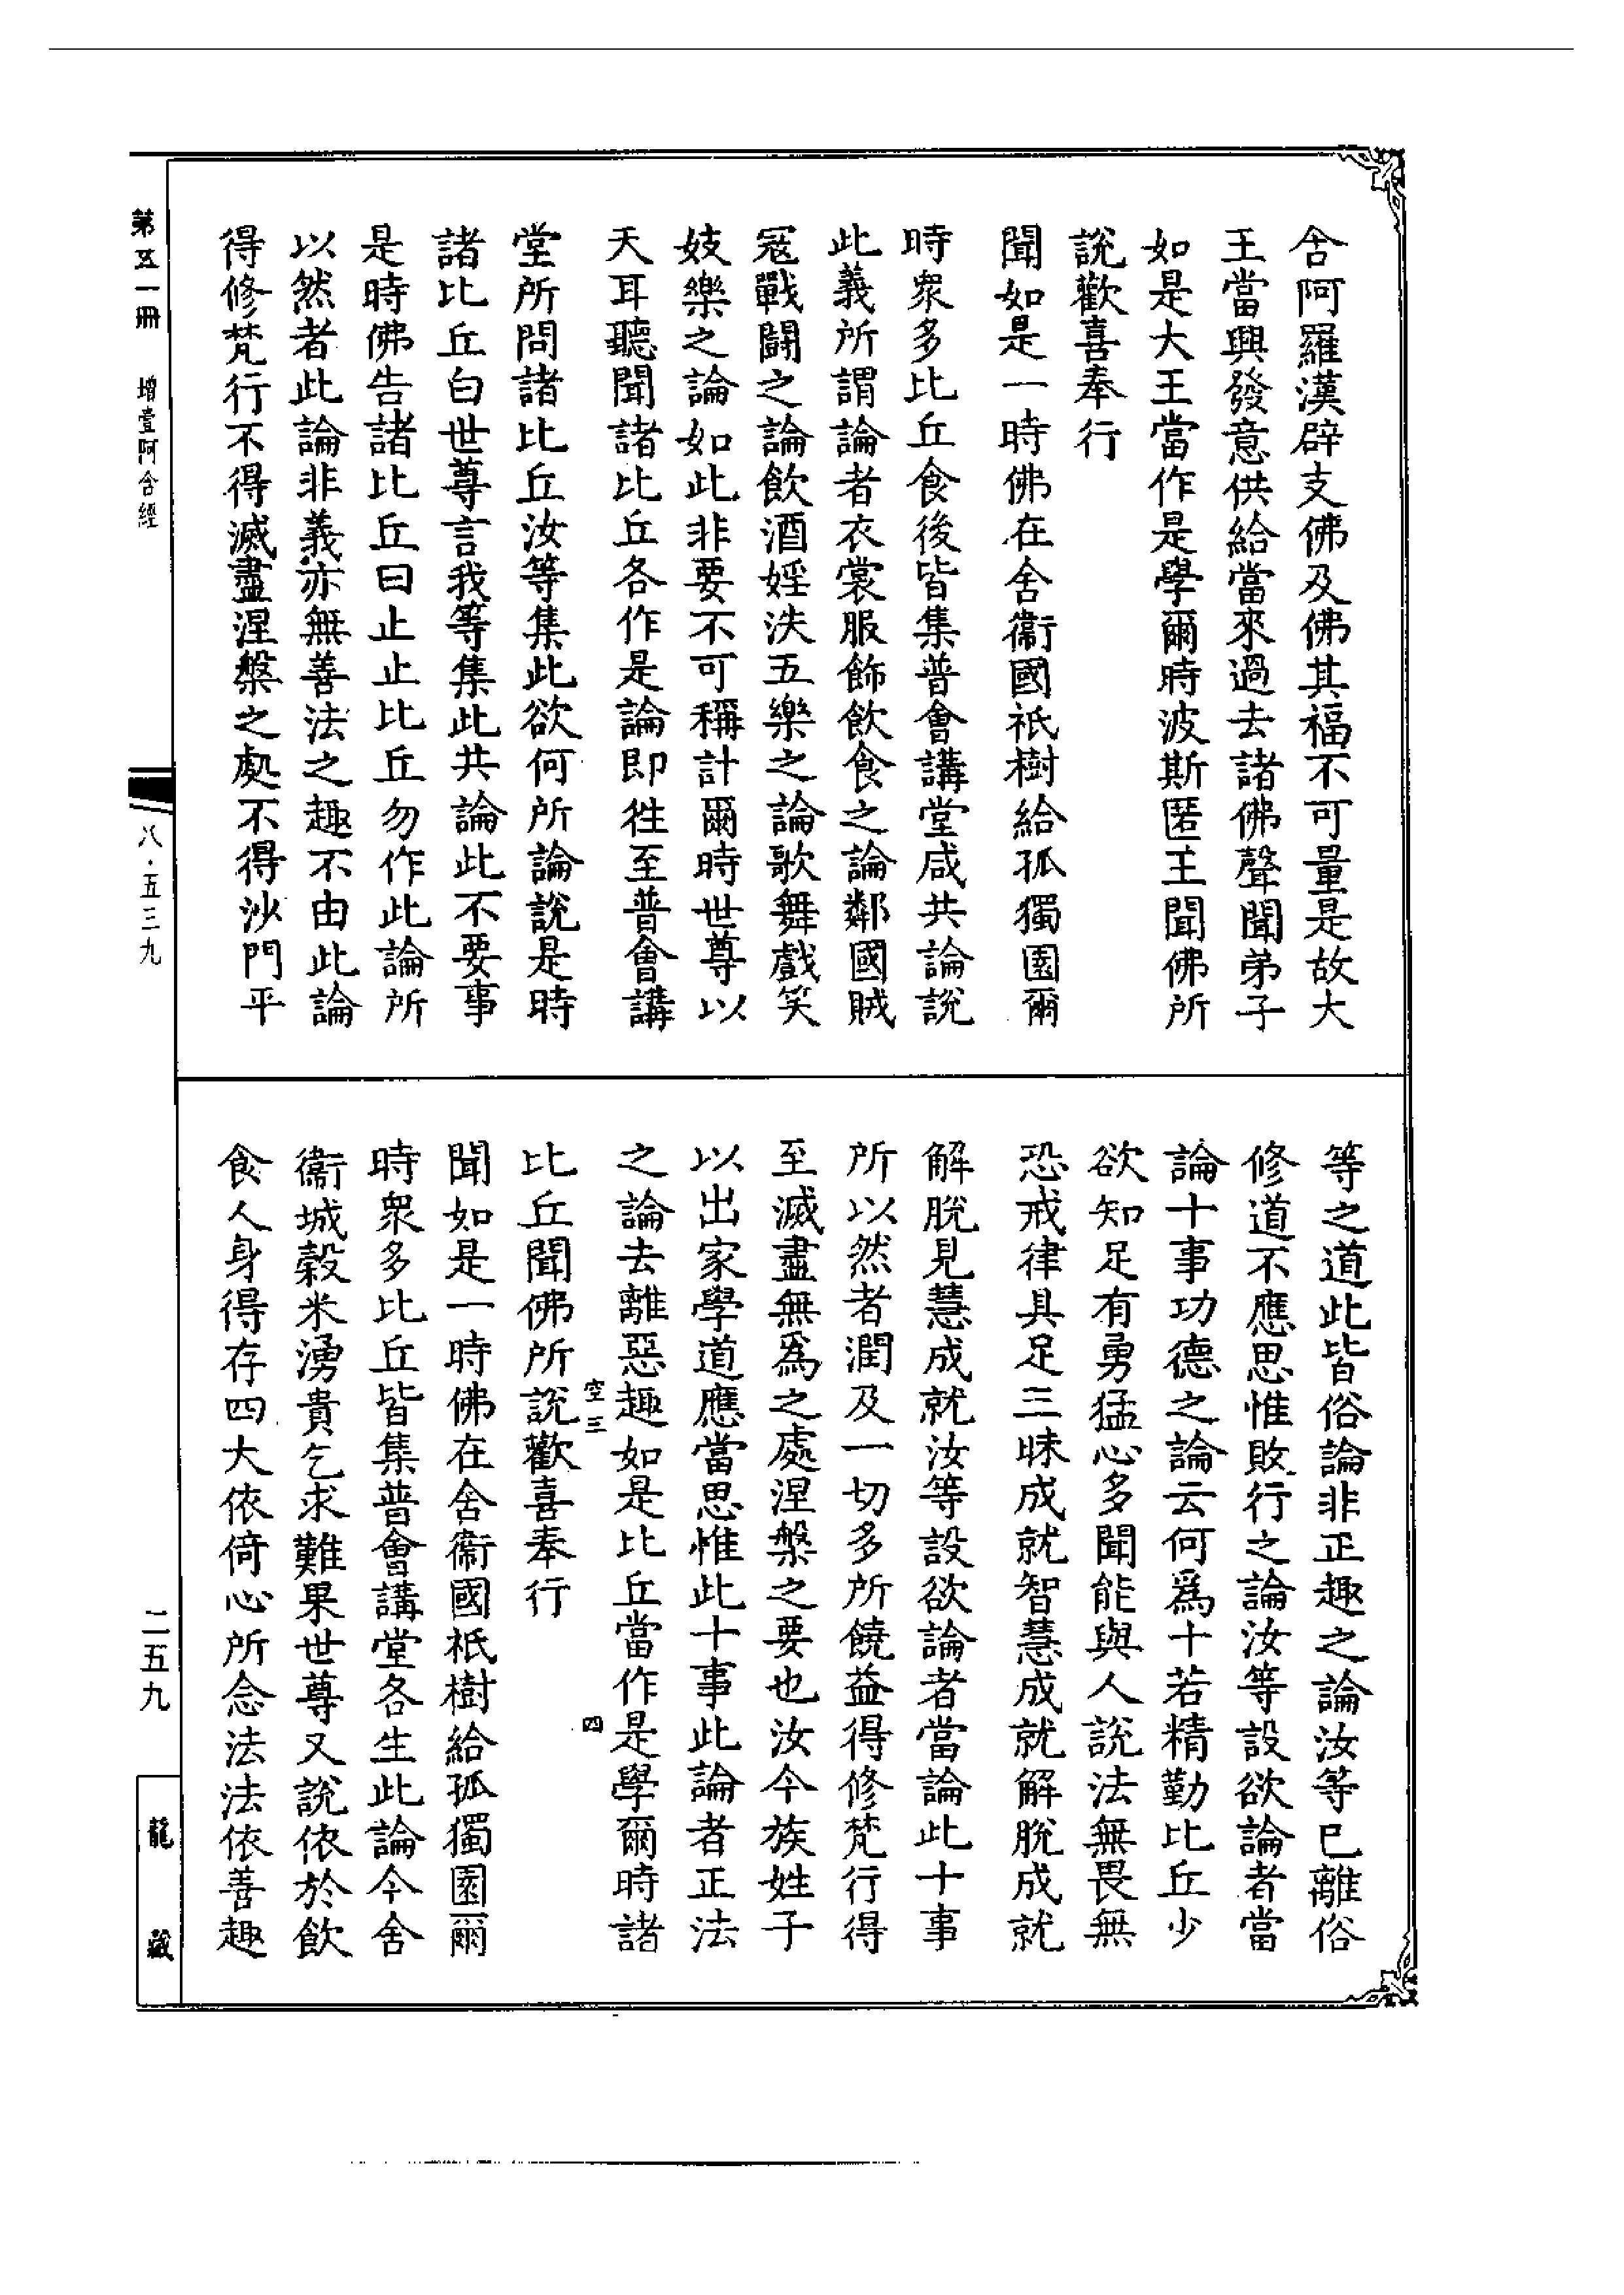 含阿羅漢辟支佛及佛其福不可量是故大
王當興發意供給當來過去諸佛聲聞弟子
如是大王當作是學爾時波斯匿王聞佛所
說歡喜奉行
聞如是一時佛在舍衛國祇樹給孤獨園爾
時衆多比丘食後皆集普會講堂咸共論說
此義所謂論者衣裳服飾飲食之論鄰國賊
寇戰鬪之論飲酒婬泆五樂之論歌舞戲笑
妓樂之論如此非要不可稱計爾時世尊以
天耳聽聞諸比丘各作是論即徃至普會講
堂所問諸比丘汝等集此欲何所論說是時
諸比丘白世尊言我等集此共論此不要事
是時佛告諸比丘曰止止比丘勿作此論所
以然者此論非義亦無善法之趣不由此論
得修梵行不得滅盡涅槃之處不得沙門平
等之道此皆俗論非正趣之論汝等已離俗
修道不應思惟敗行之論汝等設欲論者當
論十事功德之論云何爲十若精勤比丘少
欲知足有勇猛心多聞能與人說法無畏無
恐戒律具足三昧成就智慧成就解脫成就
解脫見慧成就汝等設欲論者當論此十事
所以然者潤及一切多所饒益得修梵行得
至滅盡無爲之處涅槃之要也汝今族姓子
以出家學道應當思惟此十事此論者正法
之論去離惡趣如是比丘當作是學爾時諸
空三
四
比丘聞佛所說歡喜奉行
聞如是一時佛在舍衛國祇樹給孤獨園爾
時衆多比丘皆集普會講堂各生此論今舍
衛城穀米湧貴乞求難果世尊又說依於飲
食人身得存四大依倚心所念法法依善趣
第五一冊 增壹阿含經
八·五三九
二五九
龍藏